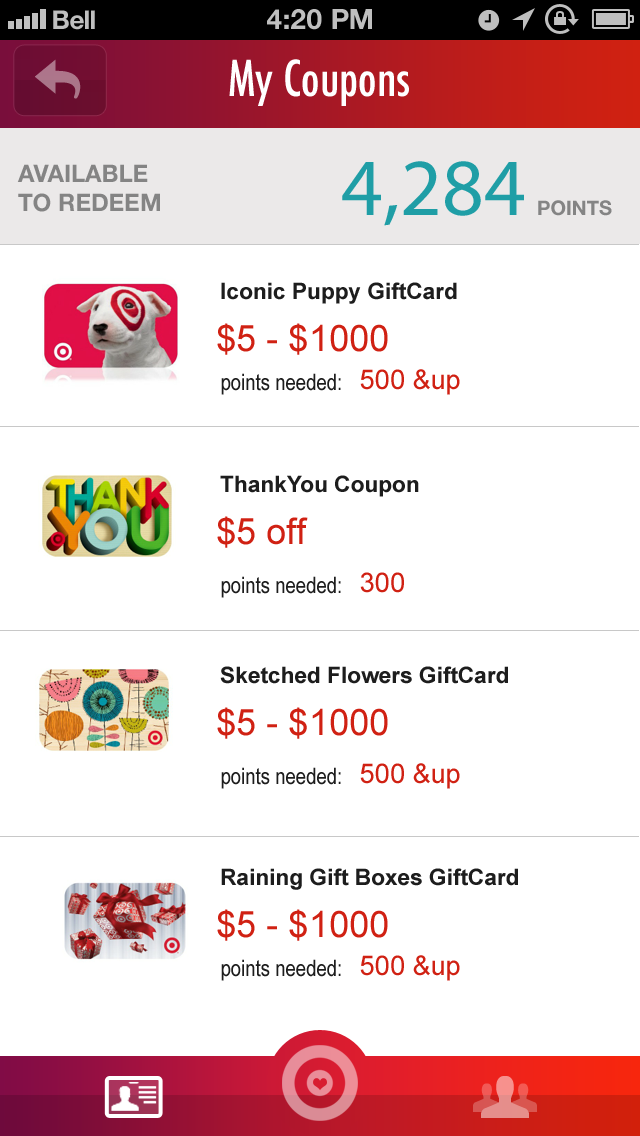 Bell 4:20 PM
My Coupons
AVAILABLE
TO REDEEM
4,284 POINTS
Iconic Puppy GiftCard
$5 - $1000
points needed: 500 &up
THANK
YOU
ThankYou Coupon
$5 off
points needed: 300
Sketched Flowers GiftCard
$5 - $1000
points needed: 500 &up
Raining Gift Boxes GiftCard
$5 - $1000
points needed: 500 &up